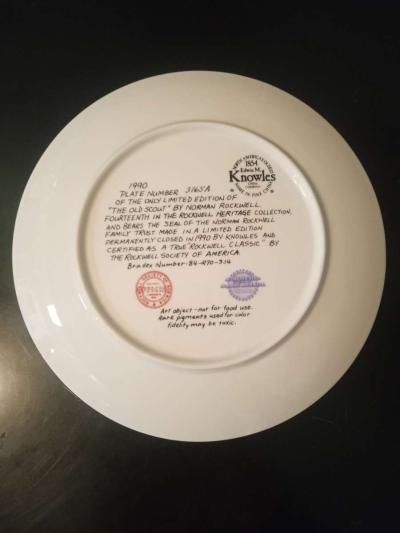 1990
PLATE NUMBER 3165A
OF THE ONLY LIMITED EDITION OF
"THE OLD SCOUT" BY NORMAN ROCKWELL.
FOURTEENTH IN THE ROCKWELL HERITAGE COLLECTION,
AND BEARS THE SEAL OF THE NORMAN ROCKWELL
FAMILY TRUST MADE IN A LIMITED EDITION
PERMANENTLY CLOSED IN 1990 BY KNOWLES AND
CERTIFIED AS A TRUE "ROCKWELL CLASSIC" BY
THE ROCKWELL SOCIETY OF AMERICA.
Bradex Number-84-R70-3.14
1854
Edwin M.
Knowles
Art object-not for food use.
Rare pigments used for color
fidelity may be toxic.